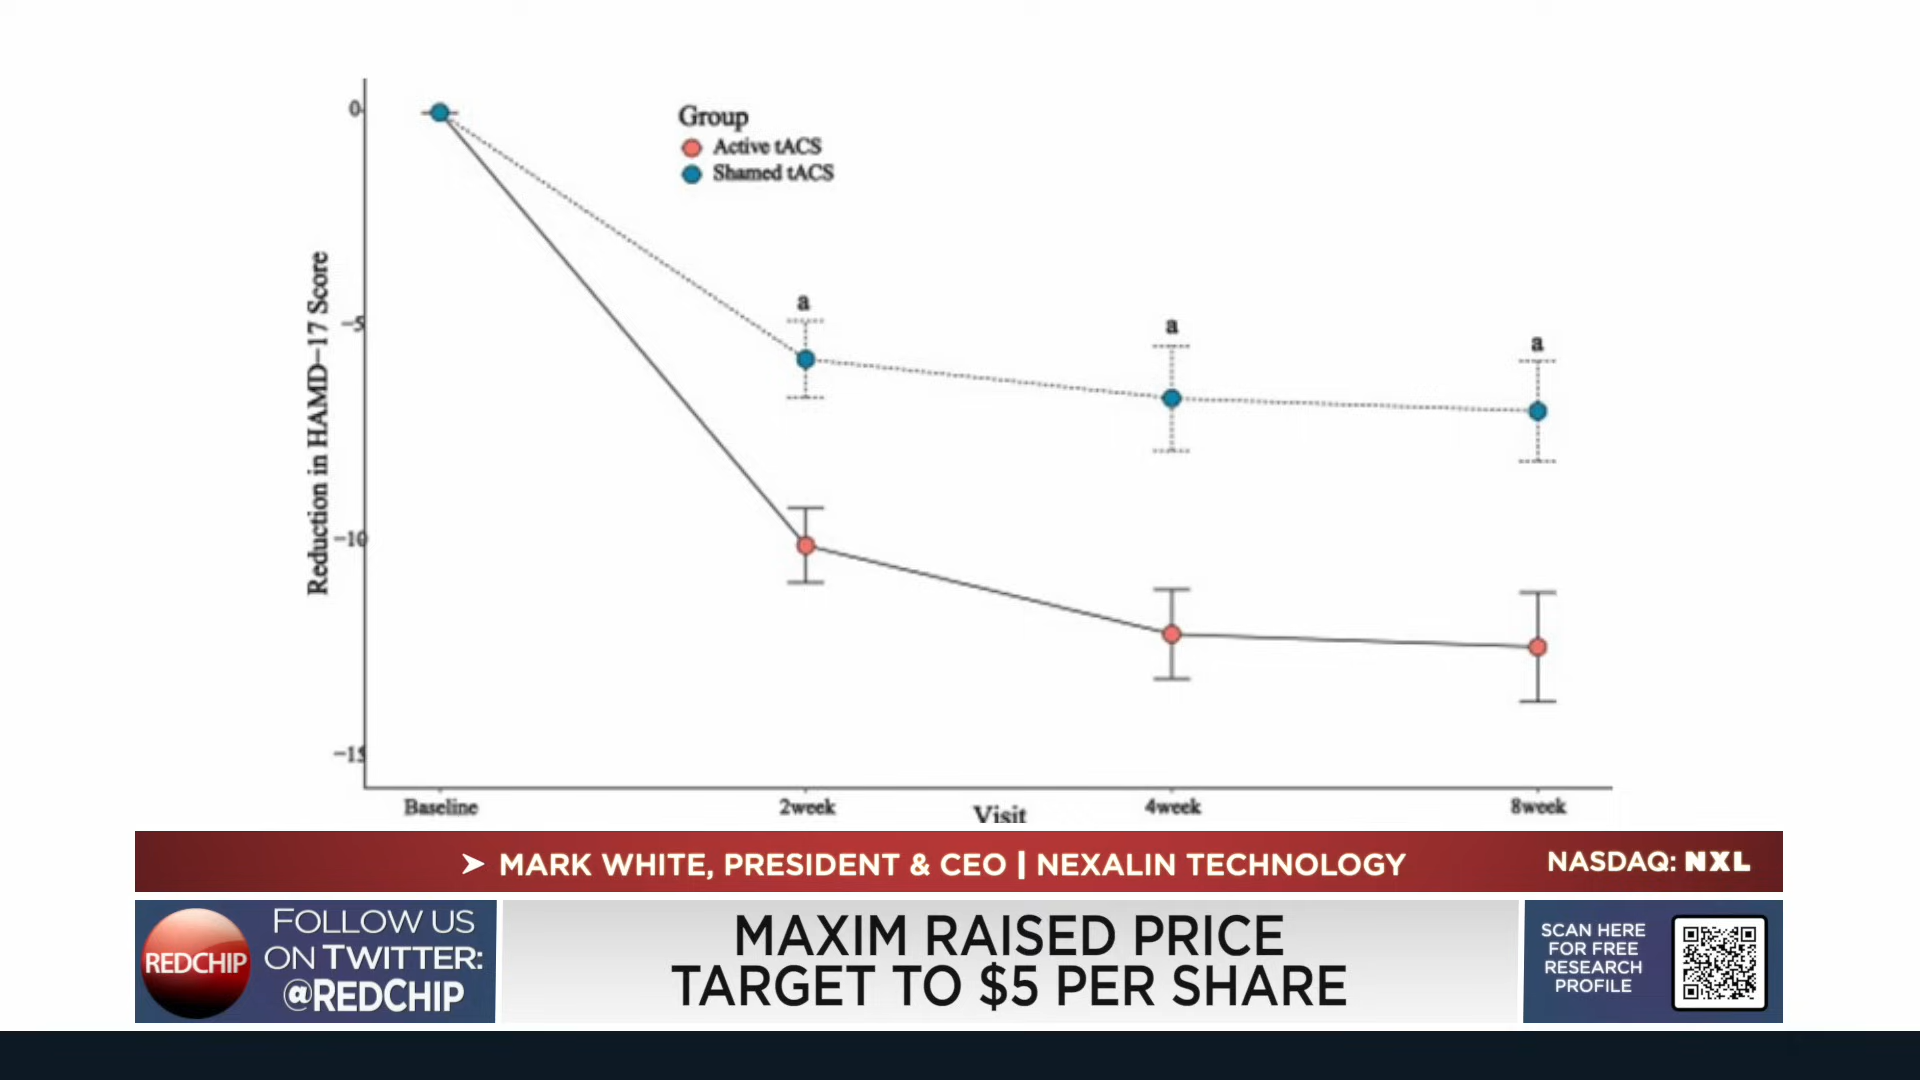 0
Group
Active tACS
Shamed tACS
a
a
a
−5
−10
−15
Reduction in HAMD−17 Score
Baseline
2week
4week
8week
Visit
MARK WHITE, PRESIDENT & CEO | NEXALIN TECHNOLOGY
NASDAQ: NXL
REDCHIP
FOLLOW US
ON TWITTER:
@REDCHIP
MAXIM RAISED PRICE
TARGET TO $5 PER SHARE
SCAN HERE
FOR FREE
RESEARCH
PROFILE